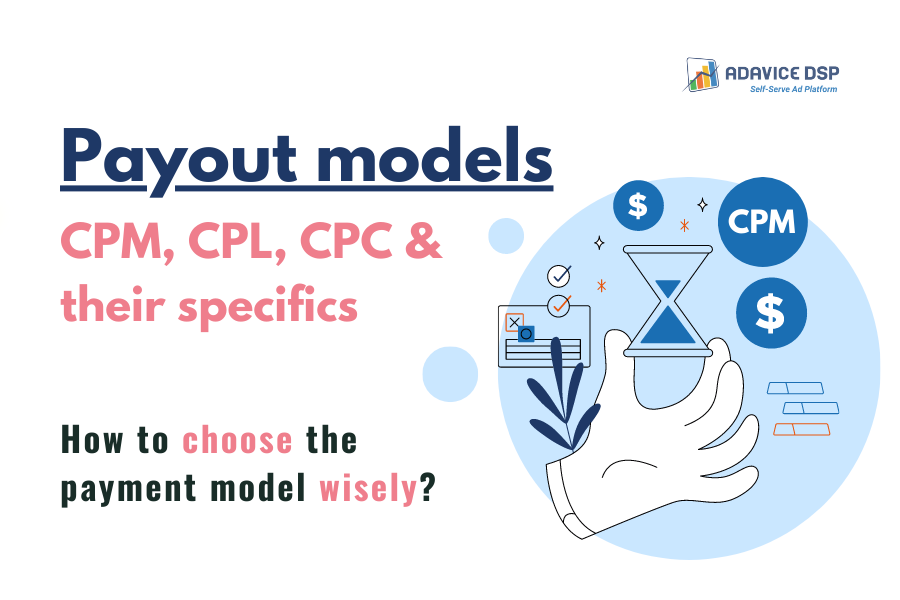 ADAVICE DSP
Self-Serve Ad Platform
Payout models
CPM, CPL, CPC &
their specifics
$
CPM
$
How to choose the
payment model wisely?